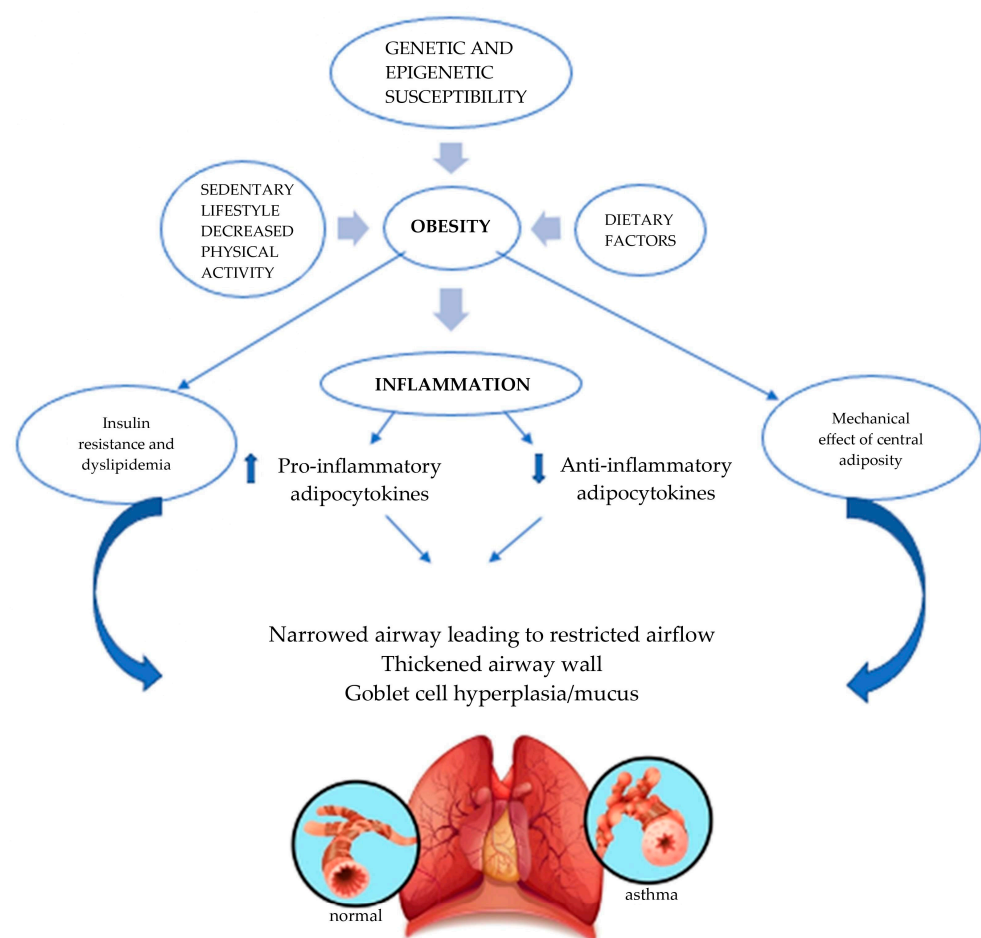 GENETIC AND
EPIGENETIC
SUSCEPTIBILITY
SEDENTARY
LIFESTYLE
DECREASED
PHYSICAL
ACTIVITY
OBESITY
DIETARY
FACTORS
INFLAMMATION
Insulin
resistance and
dyslipidemia
Pro-inflammatory
adipocytokines
Anti-inflammatory
adipocytokines
Mechanical
effect of central
adiposity
Narrowed airway leading to restricted airflow
Thickened airway wall
Goblet cell hyperplasia/mucus
normal
asthma